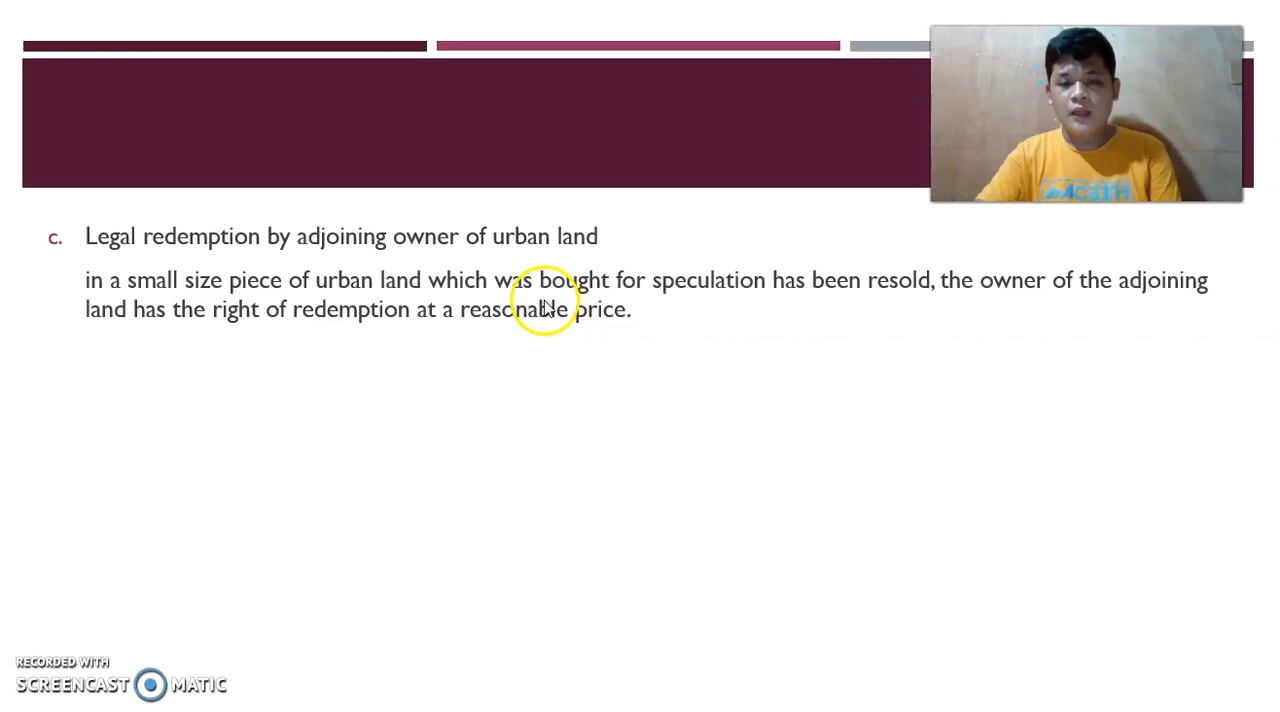 c. Legal redemption by adjoining owner of urban land
in a small size piece of urban land which was bought for speculation has been resold, the owner of the adjoining
land has the right of redemption at a reasonable price.
RECORDED WITH
SCREENCAST MATIC